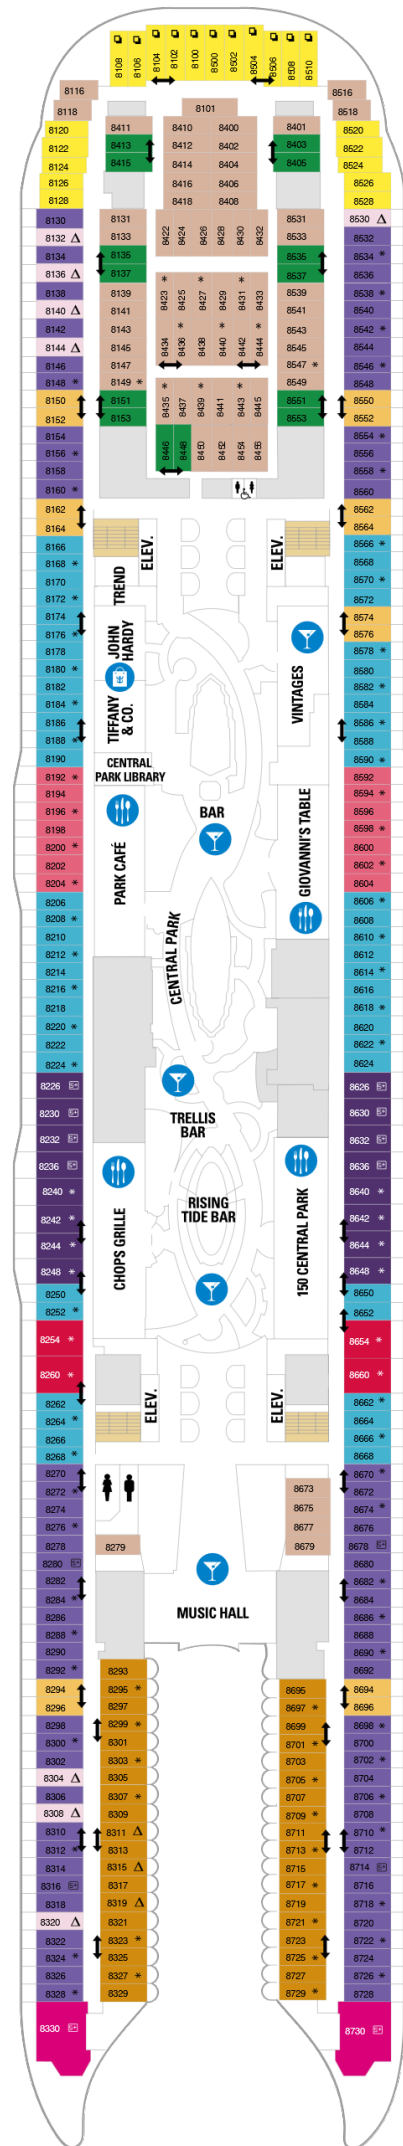 8108 8106 8104 8102 8100 8500 8502 8504 8506 8508 8510
8116 8516
8118 8101 8518
8120 8411 8410 8400 8401 8520
8122 8413 8412 8402 8403 8522
8124 8415 8414 8404 8405 8524
8126 8416 8406 8526
8128 8418 8408 8528
8130 8131 8422 8424 8426 8428 8430 8432 8531 8530
8132 8133 8533 8532
8134 8135 8535 8534 *
8136 8137 8537 8536
8138 8139 8423 * 8425 8427 * 8429 8431 * 8433 8539 8538 *
8140 8141 8541 8540
8142 8143 8434 8436 * 8438 8440 * 8442 8444 * 8543 8542 *
8144 8145 8545 8544
8146 8147 8547 * 8546 *
8148 * 8149 * 8549 8548
8150 8151 8435 * 8437 8439 * 8441 8443 * 8445 8551 8550
8152 8153 8553 8552
8154 8446 8448 8450 8452 8454 8456 8554 *
8156 * 8556
8158 8558 *
8160 * 8560
8162 8562
8164 ELEV. ELEV. 8564
8166 8566 *
8168 * 8568
8170 TREND 8570 *
8172 * 8572
8174 JOHN HARDY 8574
8176 * 8576
8178 VINTAGES 8578 *
8180 * 8580
8182 TIFFANY & CO. 8682 *
8184 * 8584
8186 8586 *
8188 * 8588
8190 CENTRAL PARK LIBRARY 8590 *
8192 * 8592
8194 BAR GIOVANNI'S TABLE 8594 *
8196 * 8596
8198 PARK CAFÉ 8598 *
8200 * 8600
8202 8602 *
8204 * 8604
8206 8606 *
8208 * 8608
8210 CENTRAL PARK 8610 *
8212 * 8612
8214 8614 *
8216 * 8616
8218 8618 *
8220 * 8620
8222 8622 *
8224 * 8624
8226 TRELLIS BAR 8626
8230 8630
8232 8632
8236 8636
8240 * CHOPS GRILLE RISING TIDE BAR 150 CENTRAL PARK 8640 *
8242 * 8642 *
8244 * 8644 *
8248 * 8648 *
8250 8650
8252 * 8652
8254 * 8654 *
8260 * 8660 *
8262 ELEV. ELEV. 8662 *
8264 * 8664
8266 8666 *
8268 * 8668
8270 8670 *
8272 * 8673 8672
8274 8675 8674 *
8276 * 8677 8676
8278 8279 8679 8678
8280 8680
8282 8682 *
8284 * MUSIC HALL 8684
8286 8686 *
8288 * 8688
8290 8690 *
8292 * 8293 8692
8294 8295 * 8695 8694
8296 8297 8697 * 8696
8298 8299 * 8699 8698 *
8300 * 8301 8701 * 8700
8302 8303 * 8703 8702 *
8304 8305 8705 * 8704
8306 8307 * 8707 8706 *
8308 8309 8709 * 8708
8310 8311 8711 8710 *
8312 * 8313 8713 * 8712
8314 8315 8715 8714
8316 8317 8717 * 8716
8318 8319 8719 8718 *
8320 8321 8721 * 8720
8322 8323 * 8723 8722 *
8324 * 8325 8725 * 8724
8326 8327 * 8727 8726 *
8328 * 8329 8729 * 8728
8330 8730